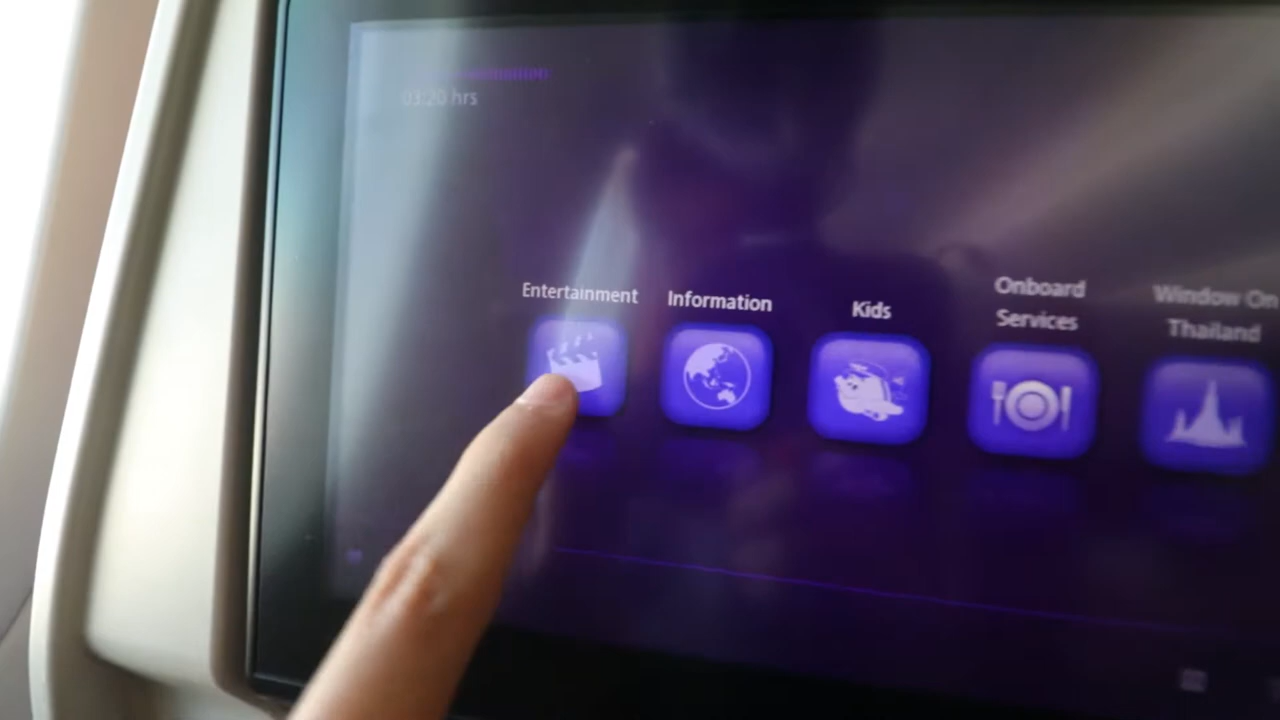 03:20 hrs
Entertainment
Information
Kids
Onboard
Services
Window On
Thailand